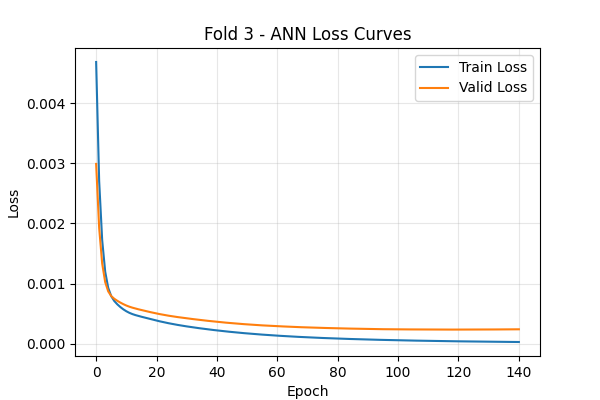 Fold 3 - ANN Loss Curves
Train Loss
Valid Loss
0.004
0.003
0.002
0.001
0.000
Loss
0 20 40 60 80 100 120 140
Epoch